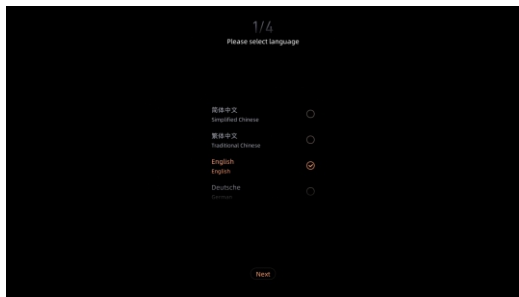 1/4
Please select language
简体中文
Simplified Chinese
繁体中文
Traditional Chinese
English
English
Deutsche
German
Next